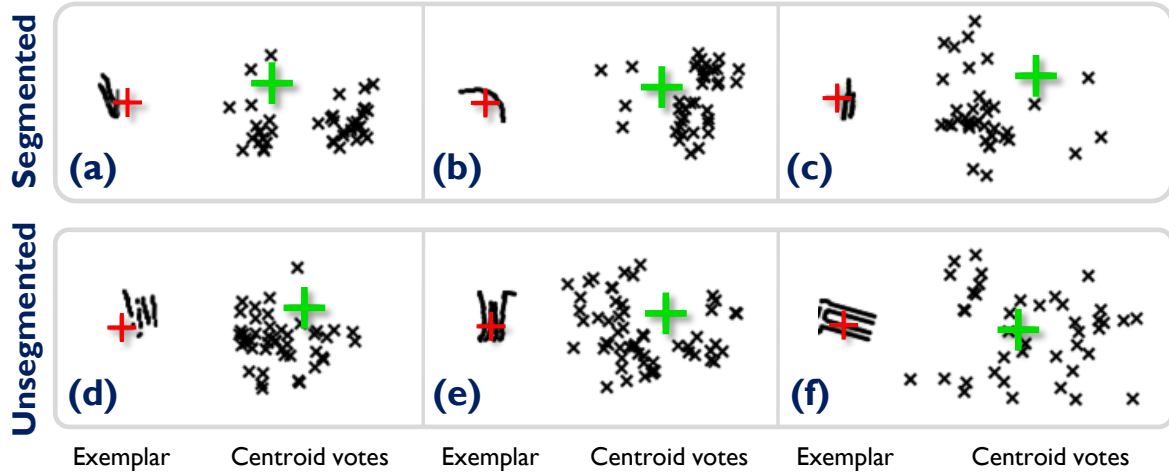 Segmented
(a)
(b)
(c)
Unsegmented
(d)
(e)
(f)
Exemplar Centroid votes Exemplar Centroid votes Exemplar Centroid votes